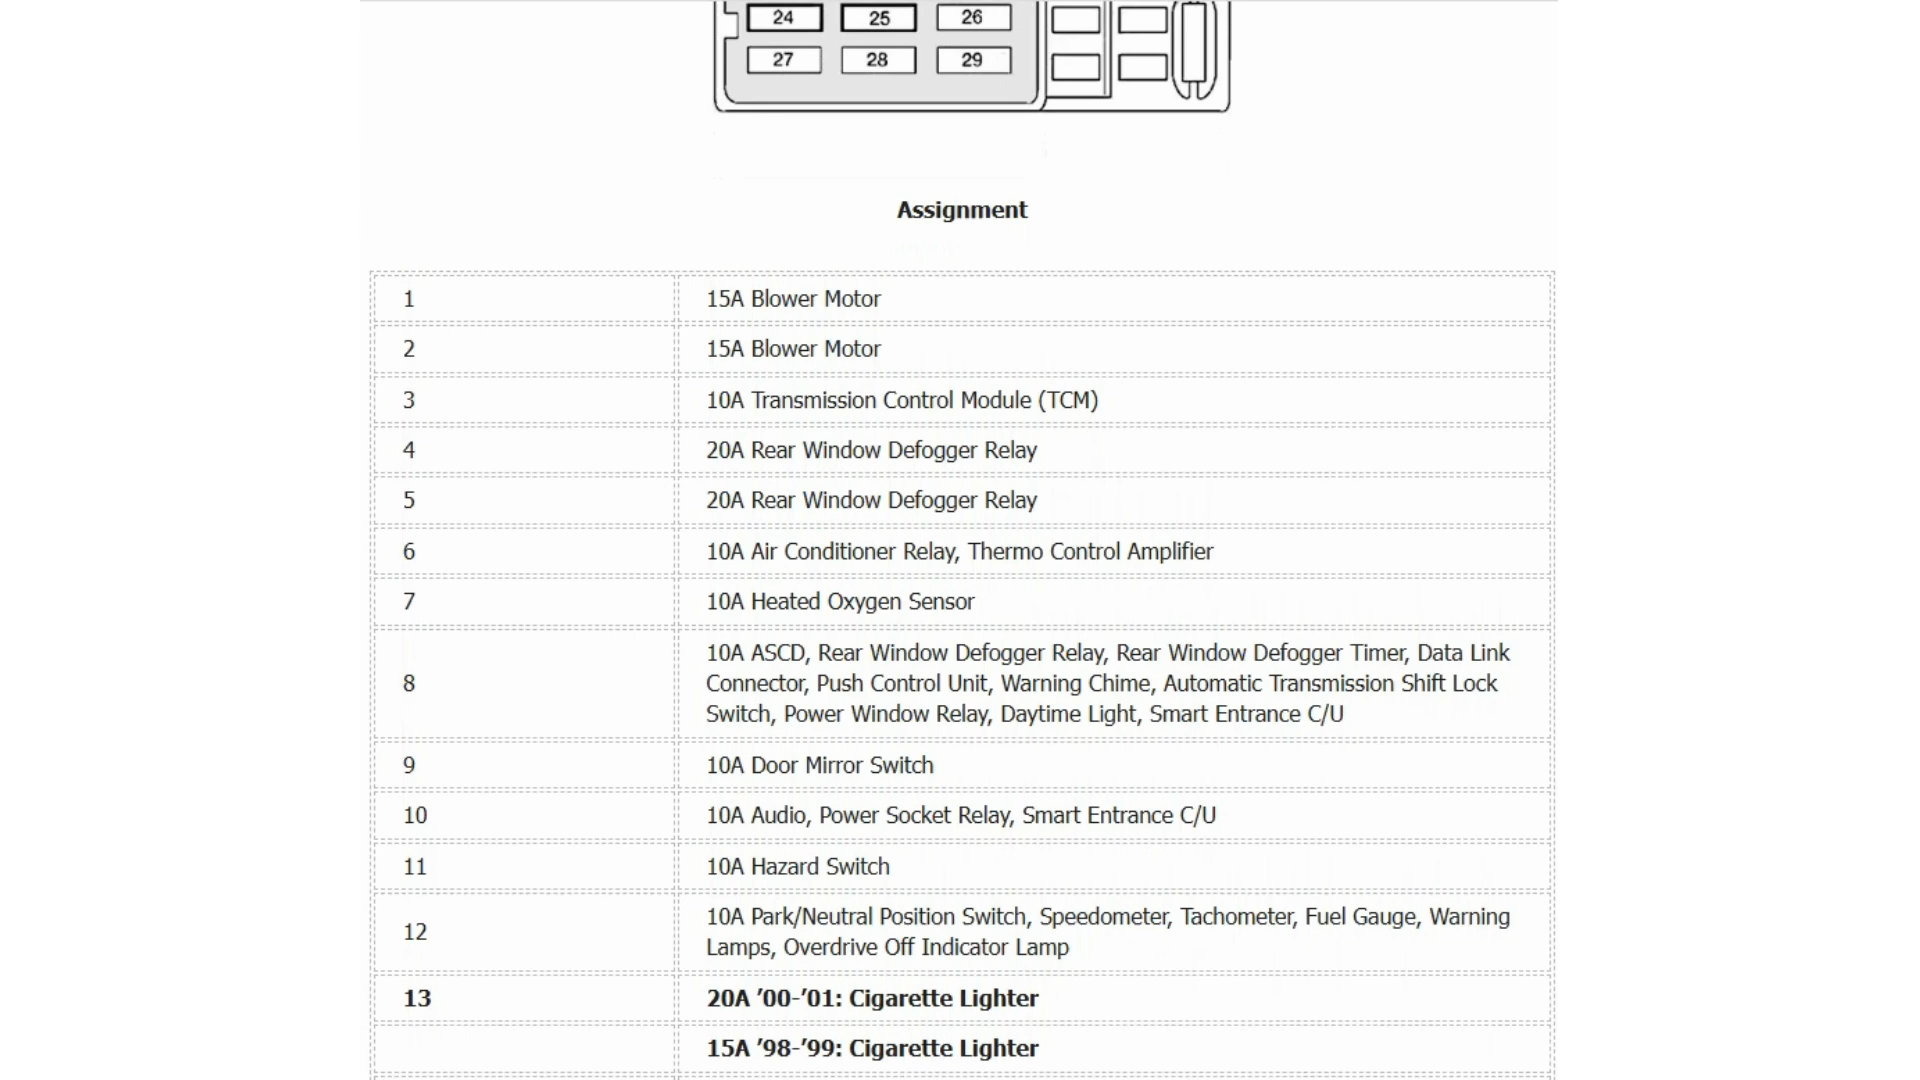 24 25 26
27 28 29
Assignment
1 15A Blower Motor
2 15A Blower Motor
3 10A Transmission Control Module (TCM)
4 20A Rear Window Defogger Relay
5 20A Rear Window Defogger Relay
6 10A Air Conditioner Relay, Thermo Control Amplifier
7 10A Heated Oxygen Sensor
8 10A ASCD, Rear Window Defogger Relay, Rear Window Defogger Timer, Data Link
Connector, Push Control Unit, Warning Chime, Automatic Transmission Shift Lock
Switch, Power Window Relay, Daytime Light, Smart Entrance C/U
9 10A Door Mirror Switch
10 10A Audio, Power Socket Relay, Smart Entrance C/U
11 10A Hazard Switch
12 10A Park/Neutral Position Switch, Speedometer, Tachometer, Fuel Gauge, Warning
Lamps, Overdrive Off Indicator Lamp
13 20A ’00-’01: Cigarette Lighter
15A ’98-’99: Cigarette Lighter